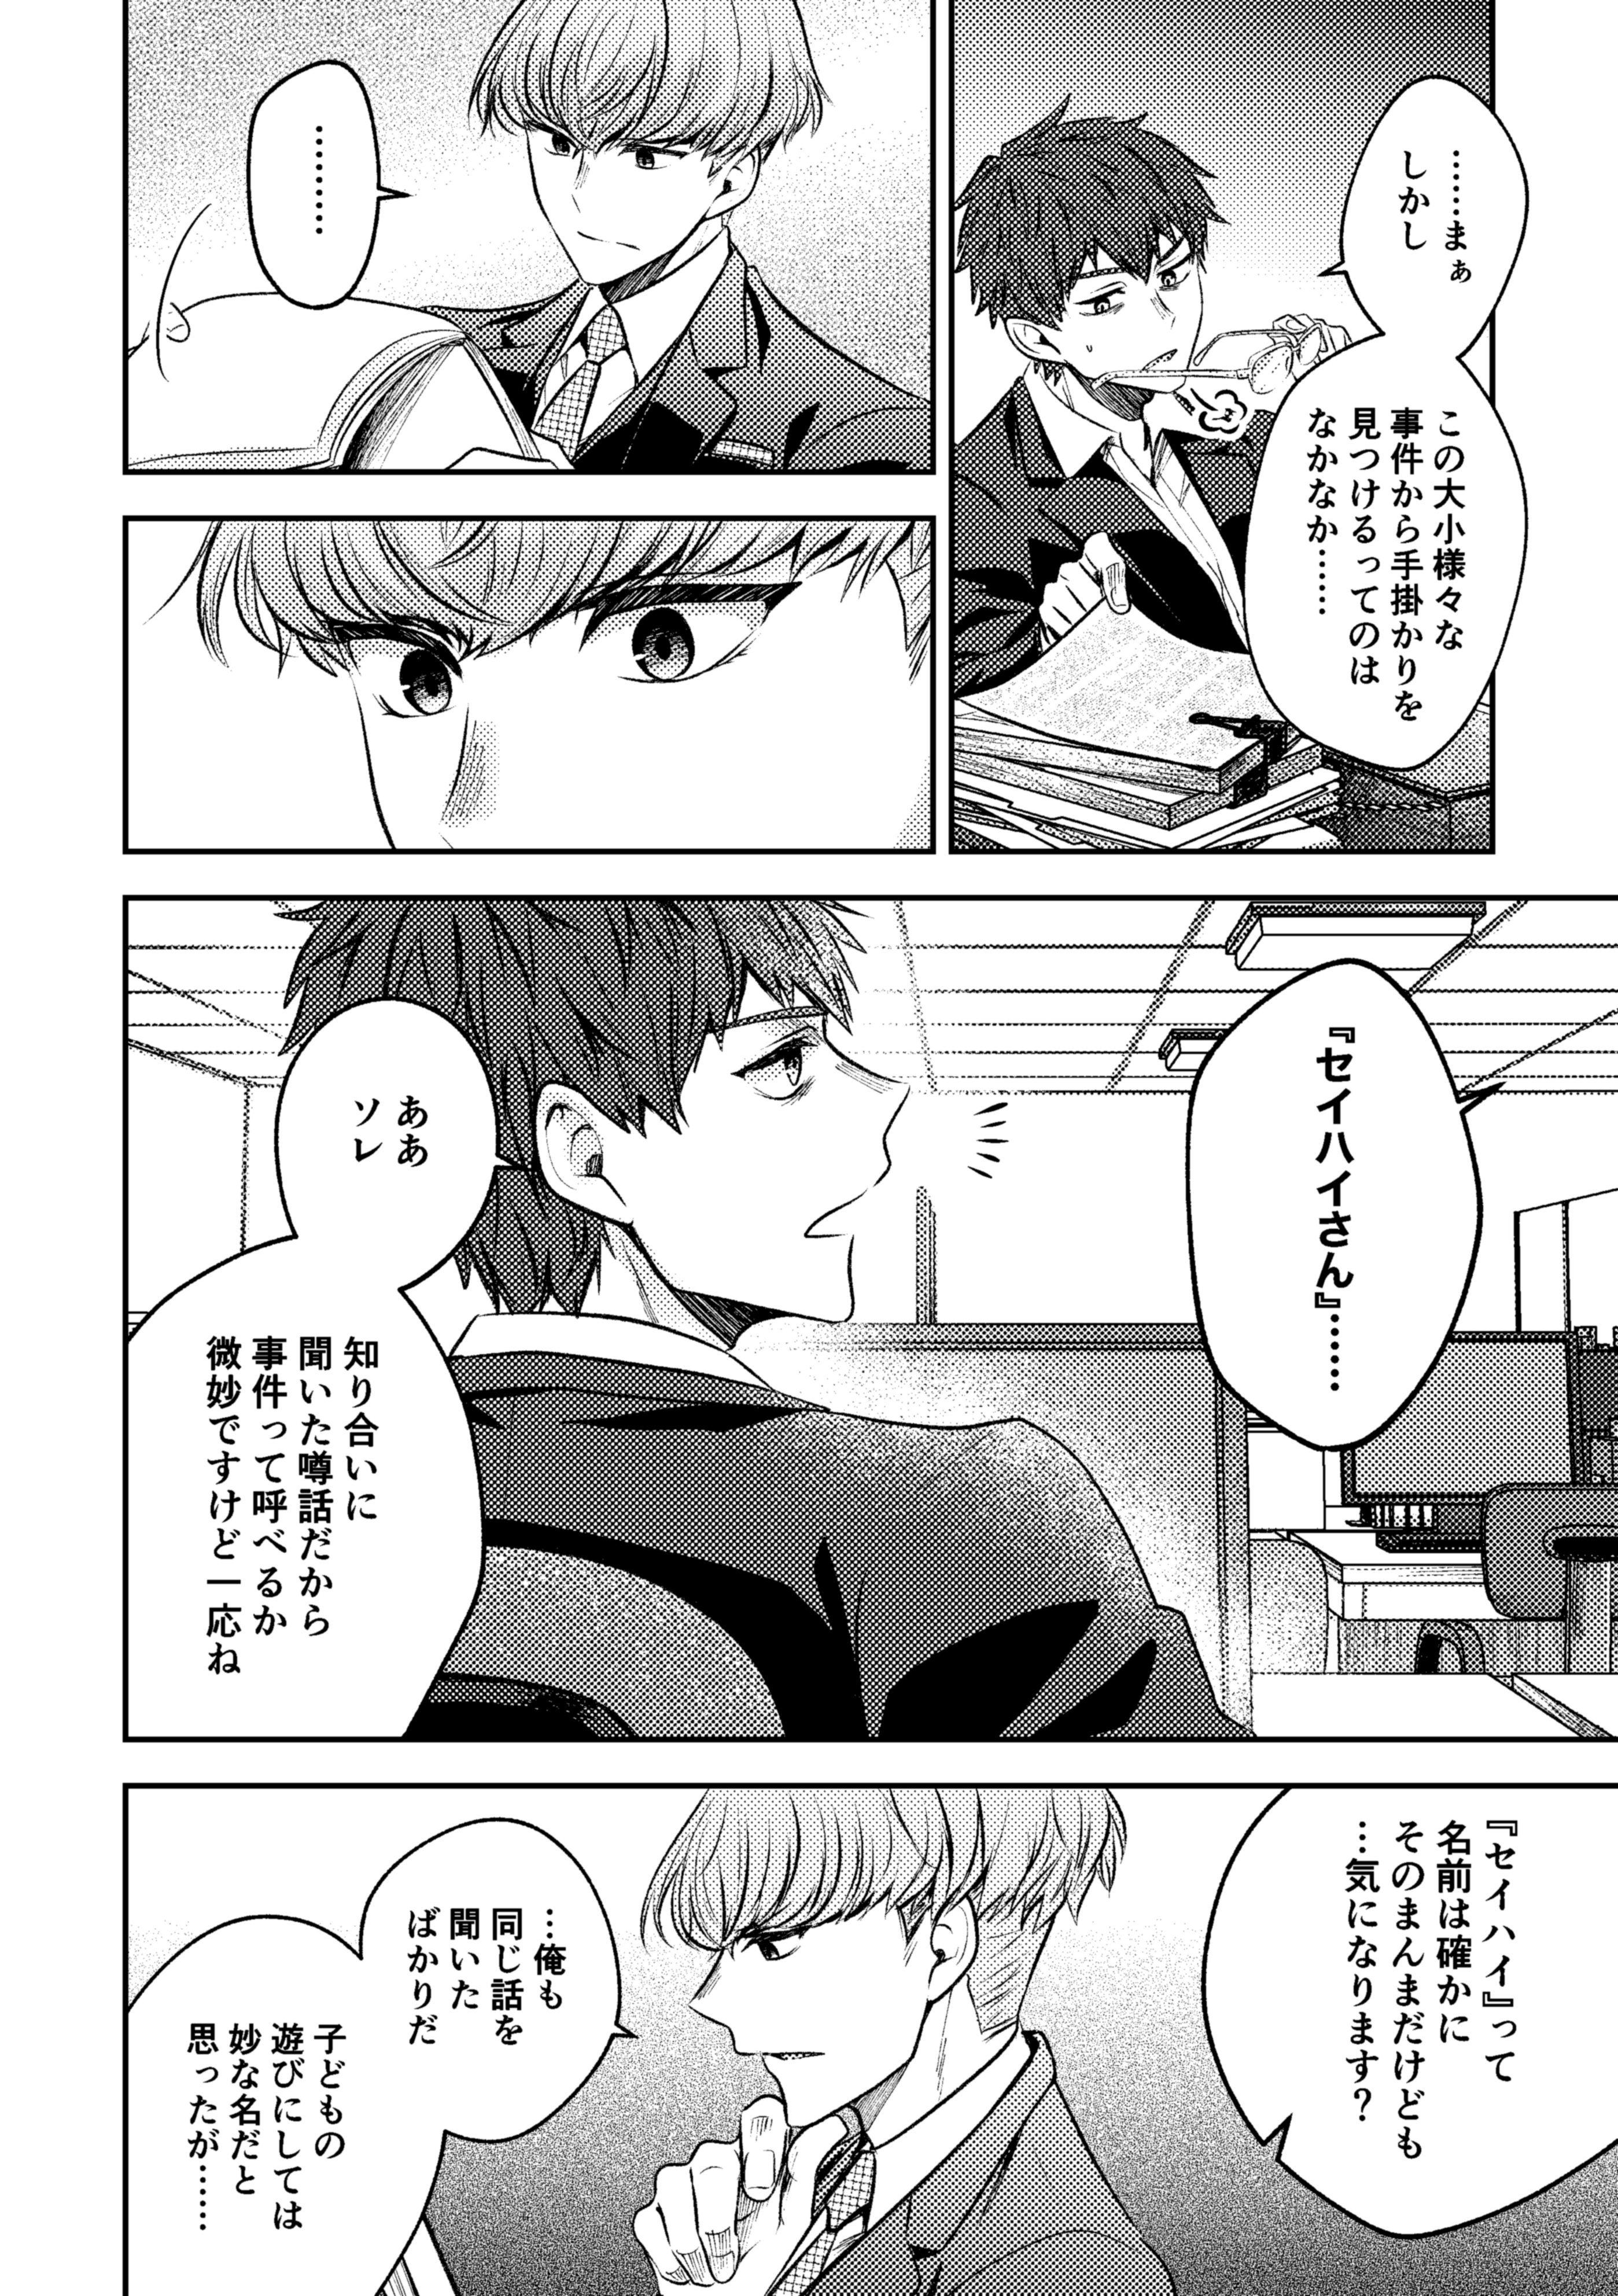 ……まぁ
しかし
この大小様々な
事件から手掛かりを
見つけるってのは
なかなか……
………
『セイハイさん』……
ああ
ソレ
知り合いに
聞いた噂話だから
事件って呼べるか
微妙ですけど一応ね
『セイハイ』って
名前は確かに
そのまんまだけども
…気になります？
…俺も
同じ話を
聞いた
ばかりだ
子どもの
遊びにしては
妙な名だと
思ったが……